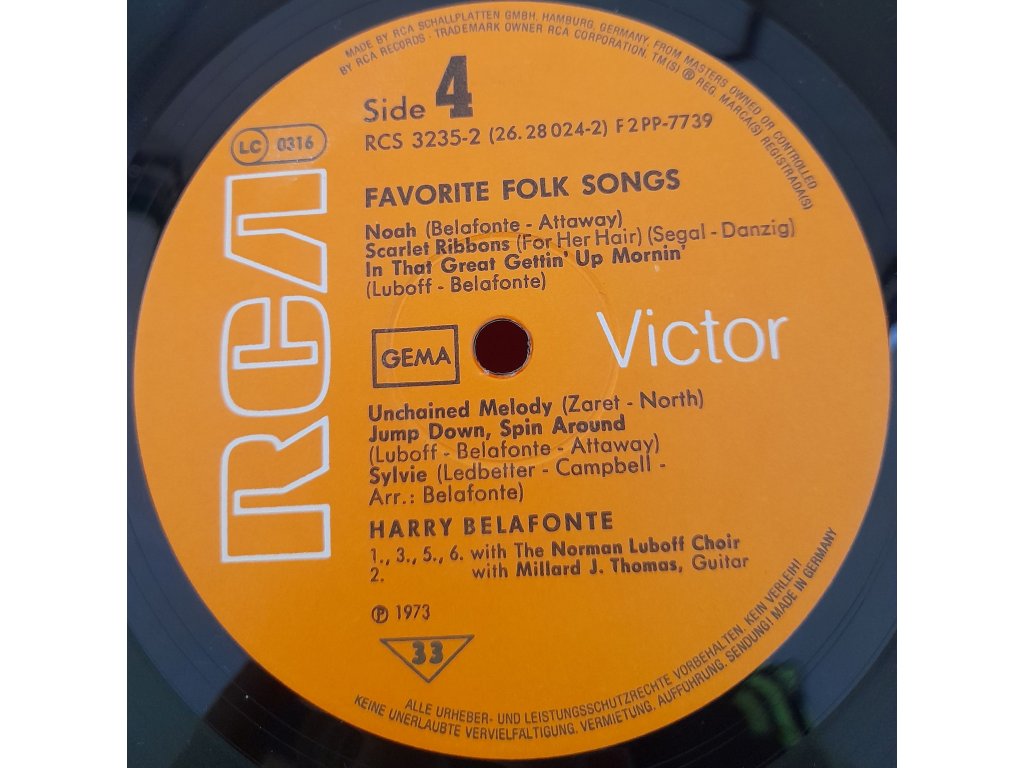 MADE BY RCA SCHALLPLATTEN GMBH, HAMBURG, GERMANY, FROM MASTERS OWNED OR CONTROLLED
BY RCA RECORDS · TRADEMARK OWNER RCA CORPORATION, TM(S) ® REG. MARCA(S) REGISTRADA(S)
Side 4
RCS 3235-2 (26.28 024-2) F 2 PP-7739
LC 0316
RCA
FAVORITE FOLK SONGS
Noah (Belafonte - Attaway)
Scarlet Ribbons (For Her Hair) (Segal - Danzig)
In That Great Gettin' Up Mornin'
(Luboff - Belafonte)
GEMA
Victor
Unchained Melody (Zaret - North)
Jump Down, Spin Around
(Luboff - Belafonte - Attaway)
Sylvie (Ledbetter - Campbell -
Arr.: Belafonte)
HARRY BELAFONTE
1., 3., 5., 6. with The Norman Luboff Choir
2. with Millard J. Thomas, Guitar
℗ 1973
33
ALLE URHEBER- UND LEISTUNGSSCHUTZRECHTE VORBEHALTEN. KEIN VERLEIH!
KEINE UNERLAUBTE VERVIELFALTIGUNG, VERMIETUNG, AUFFUHRUNG, SENDUNG! MADE IN GERMANY